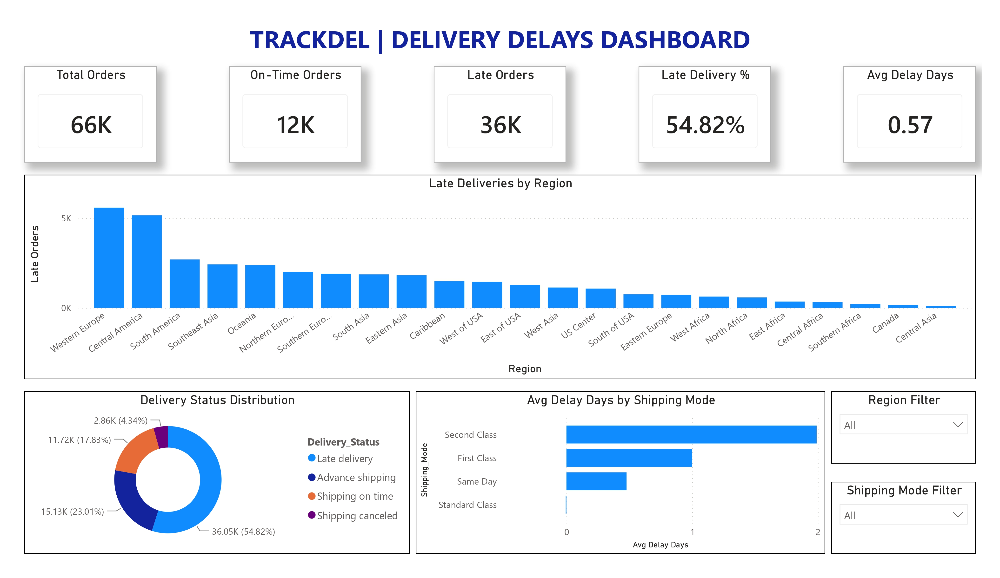 TRACKDEL | DELIVERY DELAYS DASHBOARD
Total Orders
66K
On-Time Orders
12K
Late Orders
36K
Late Delivery %
54.82%
Avg Delay Days
0.57
Late Deliveries by Region
Late Orders
5K
0K
Western Europe
Central America
South America
Southeast Asia
Oceania
Northern Euro...
Southern Euro...
South Asia
Eastern Asia
Caribbean
West of USA
East of USA
West Asia
US Center
South of USA
Eastern Europe
West Africa
North Africa
East Africa
Central Africa
Southern Africa
Canada
Central Asia
Region
Delivery Status Distribution
2.86K (4.34%)
11.72K (17.83%)
15.13K (23.01%)
36.05K (54.82%)
Delivery_Status
Late delivery
Advance shipping
Shipping on time
Shipping canceled
Avg Delay Days by Shipping Mode
Shipping_Mode
Second Class
First Class
Same Day
Standard Class
0
1
2
Avg Delay Days
Region Filter
All
Shipping Mode Filter
All